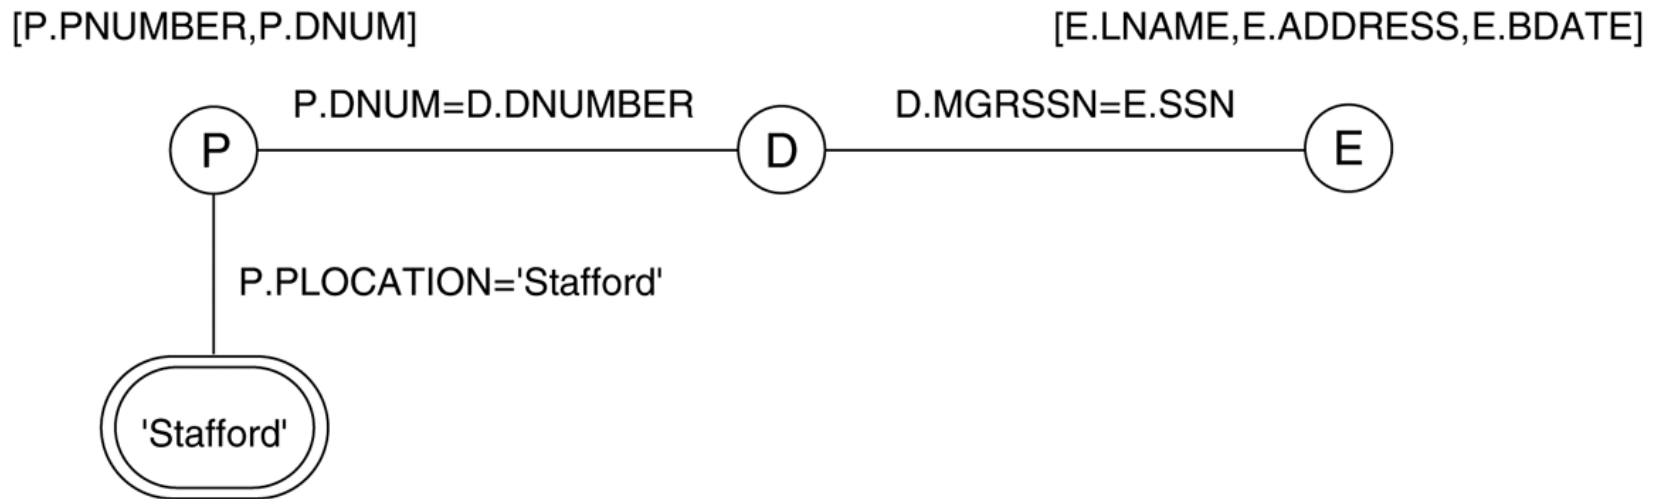 [P.PNUMBER,P.DNUM]
[E.LNAME,E.ADDRESS,E.BDATE]
P.DNUM=D.DNUMBER
D.MGRSSN=E.SSN
P
D
E
P.PLOCATION='Stafford'
'Stafford'